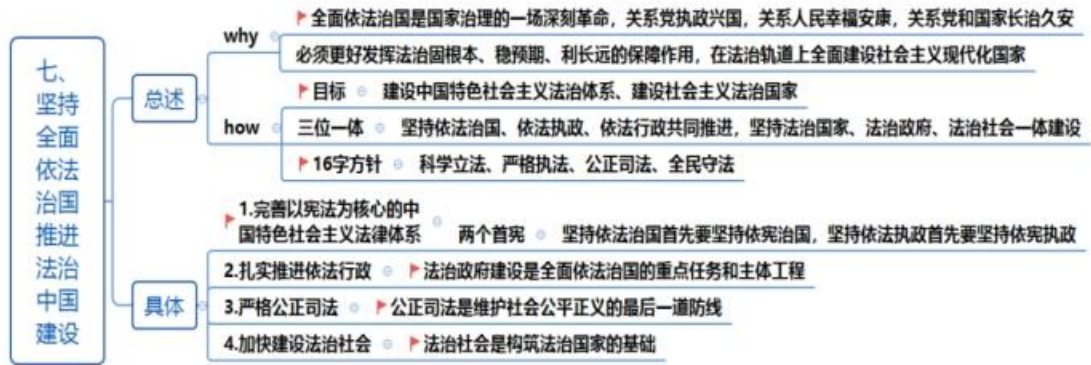 七、
坚持
全面
依法
治国
推进
法治
中国
建设
总述
why
全面依法治国是国家治理的一场深刻革命，关系党执政兴国，关系人民幸福安康，关系党和国家长治久安
必须更好发挥法治固根本、稳预期、利长远的保障作用，在法治轨道上全面建设社会主义现代化国家
how
目标 建设中国特色社会主义法治体系、建设社会主义法治国家
三位一体 坚持依法治国、依法执政、依法行政共同推进，坚持法治国家、法治政府、法治社会一体建设
16字方针 科学立法、严格执法、公正司法、全民守法
具体
1.完善以宪法为核心的中
国特色社会主义法律体系
两个首宪 坚持依法治国首先要坚持依宪治国，坚持依法执政首先要坚持依宪执政
2.扎实推进依法行政 法治政府建设是全面依法治国的重点任务和主体工程
3.严格公正司法 公正司法是维护社会公平正义的最后一道防线
4.加快建设法治社会 法治社会是构筑法治国家的基础